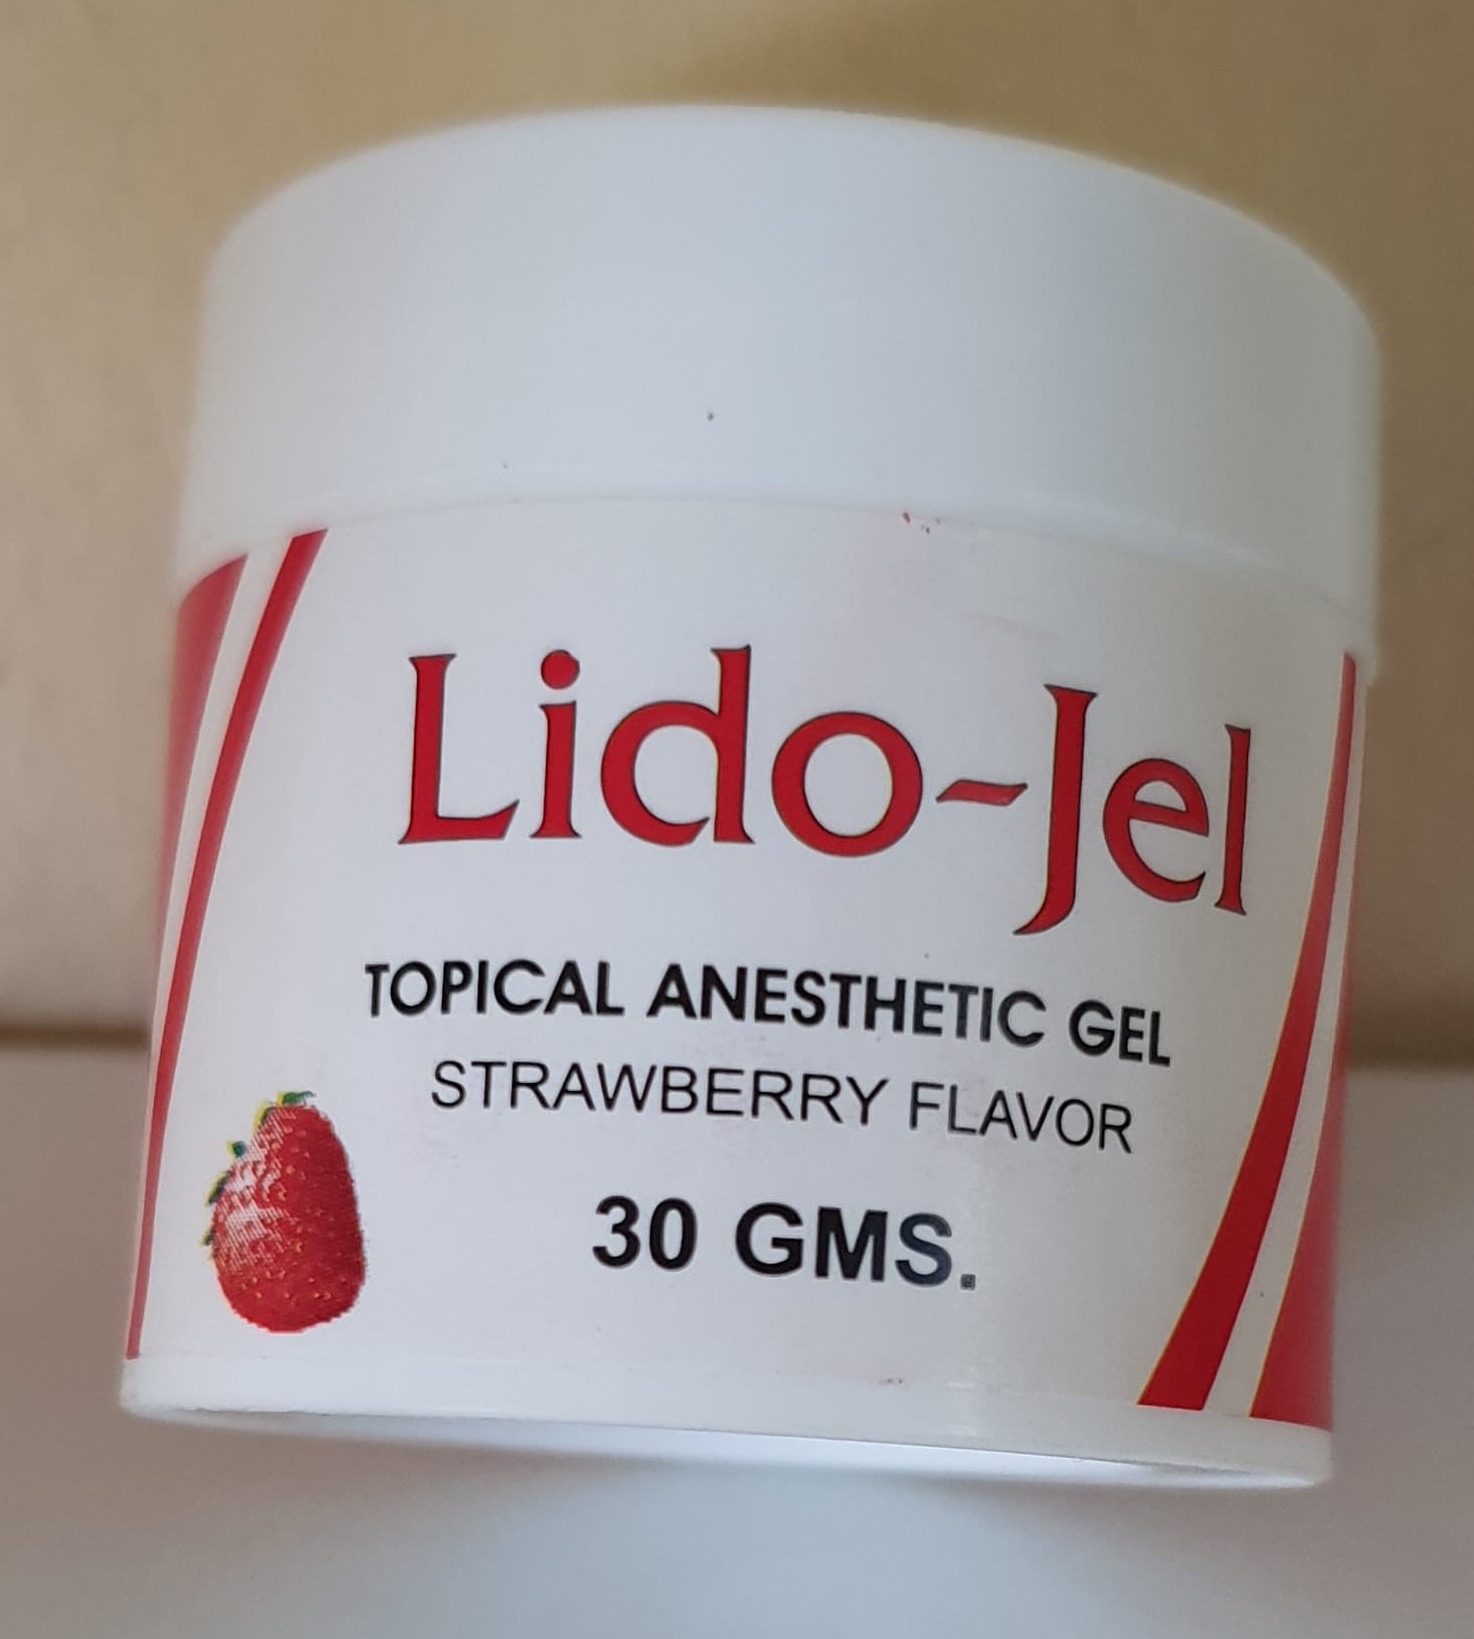 Lido-Jel
TOPICAL ANESTHETIC GEL
STRAWBERRY FLAVOR
30 GMS.